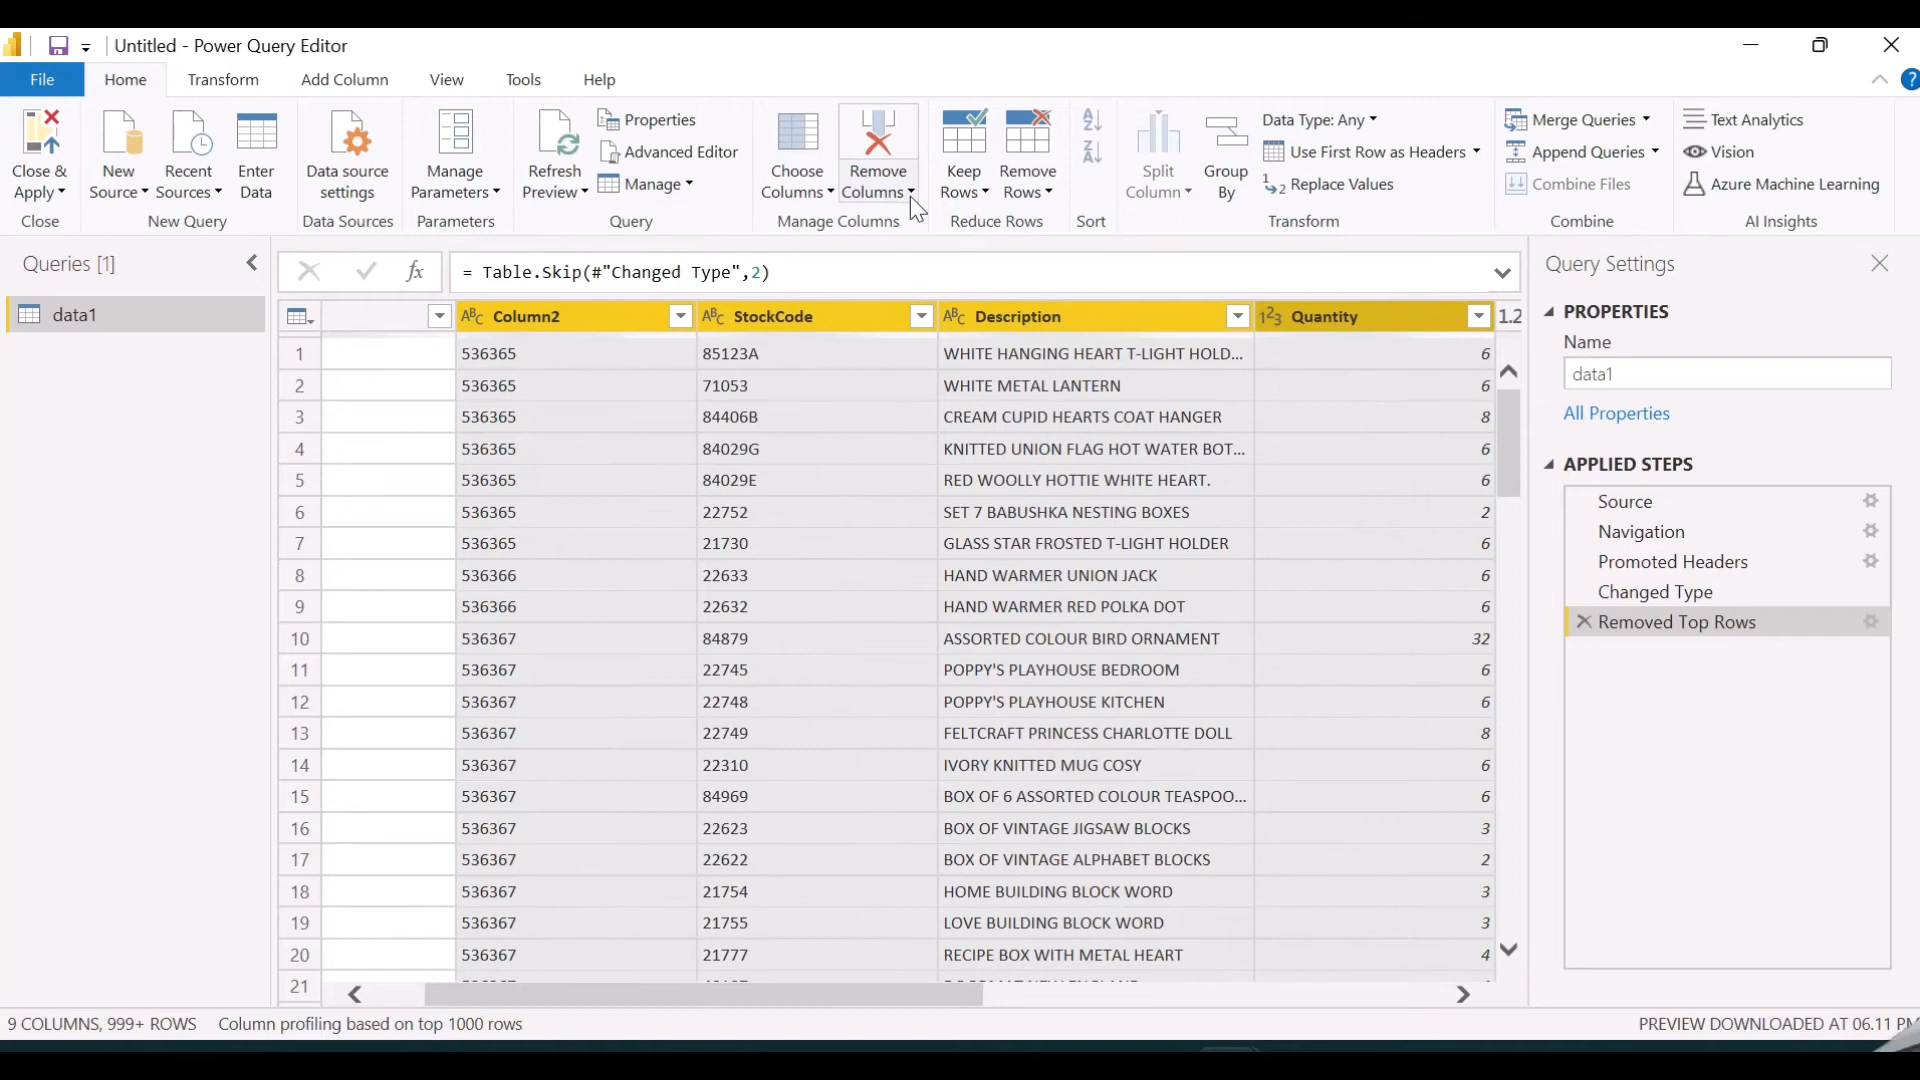 Untitled - Power Query Editor
File Home Transform Add Column View Tools Help
Close & Apply
New Source
Recent Sources
Enter Data
Data source settings
Manage Parameters
Refresh Preview
Properties
Advanced Editor
Manage
Choose Columns
Remove Columns
Keep Rows
Remove Rows
Split Column
Group By
Data Type: Any
Use First Row as Headers
Replace Values
Merge Queries
Append Queries
Combine Files
Text Analytics
Vision
Azure Machine Learning
Close New Query Data Sources Parameters Query Manage Columns Reduce Rows Sort Transform Combine AI Insights
Queries [1]
data1
fx = Table.Skip(#"Changed Type",2)
ABC Column2 ABC StockCode ABC Description 123 Quantity 1.2
1 536365 85123A WHITE HANGING HEART T-LIGHT HOLD... 6
2 536365 71053 WHITE METAL LANTERN 6
3 536365 84406B CREAM CUPID HEARTS COAT HANGER 8
4 536365 84029G KNITTED UNION FLAG HOT WATER BOT... 6
5 536365 84029E RED WOOLLY HOTTIE WHITE HEART. 6
6 536365 22752 SET 7 BABUSHKA NESTING BOXES 2
7 536365 21730 GLASS STAR FROSTED T-LIGHT HOLDER 6
8 536366 22633 HAND WARMER UNION JACK 6
9 536366 22632 HAND WARMER RED POLKA DOT 6
10 536367 84879 ASSORTED COLOUR BIRD ORNAMENT 32
11 536367 22745 POPPY'S PLAYHOUSE BEDROOM 6
12 536367 22748 POPPY'S PLAYHOUSE KITCHEN 6
13 536367 22749 FELTCRAFT PRINCESS CHARLOTTE DOLL 8
14 536367 22310 IVORY KNITTED MUG COSY 6
15 536367 84969 BOX OF 6 ASSORTED COLOUR TEASPOO... 6
16 536367 22623 BOX OF VINTAGE JIGSAW BLOCKS 3
17 536367 22622 BOX OF VINTAGE ALPHABET BLOCKS 2
18 536367 21754 HOME BUILDING BLOCK WORD 3
19 536367 21755 LOVE BUILDING BLOCK WORD 3
20 536367 21777 RECIPE BOX WITH METAL HEART 4
21
Query Settings
PROPERTIES
Name
data1
All Properties
APPLIED STEPS
Source
Navigation
Promoted Headers
Changed Type
Removed Top Rows
9 COLUMNS, 999+ ROWS Column profiling based on top 1000 rows PREVIEW DOWNLOADED AT 06.11 PM